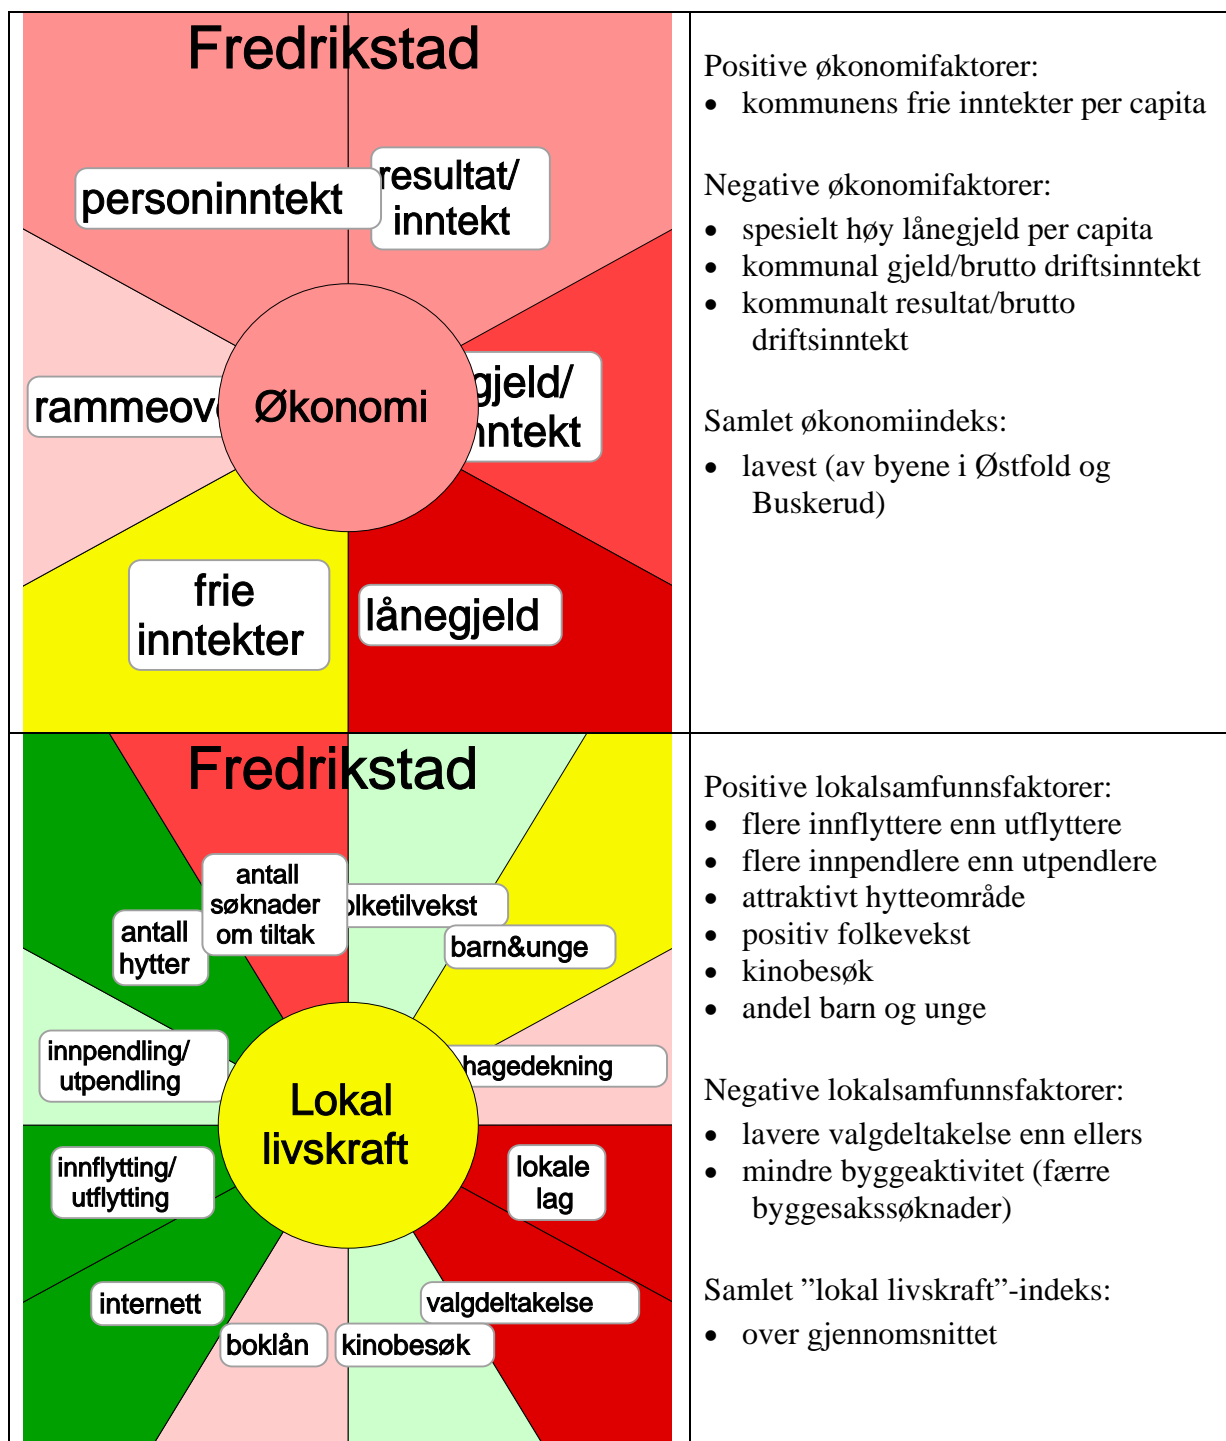 Fredrikstad
personinntekt
resultat/
inntekt
Økonomi
gjeld/
frie
inntekter
lånegjeld
Positive økonomifaktorer:
• kommunens frie inntekter per capita
Negative økonomifaktorer:
• spesielt høy lånegjeld per capita
• kommunal gjeld/brutto driftsinntekt
• kommunalt resultat/brutto
driftsinntekt
Samlet økonomiindeks:
• lavest (av byene i Østfold og
Buskerud)
Fredrikstad
antall
søknader
om tiltak
barn&unge
antall
hytter
innpendling/
utpendling
Lokal
livskraft
innflytting/
utflytting
lokale
lag
internett
valgdeltakelse
boklån
kinobesøk
Positive lokalsamfunnsfaktorer:
• flere innflyttere enn utflyttere
• flere innpendlere enn utpendlere
• attraktivt hytteområde
• positiv folkevekst
• kinobesøk
• andel barn og unge
Negative lokalsamfunnsfaktorer:
• lavere valgdeltakelse enn ellers
• mindre byggeaktivitet (færre
byggesakssøknader)
Samlet ”lokal livskraft”-indeks:
• over gjennomsnittet